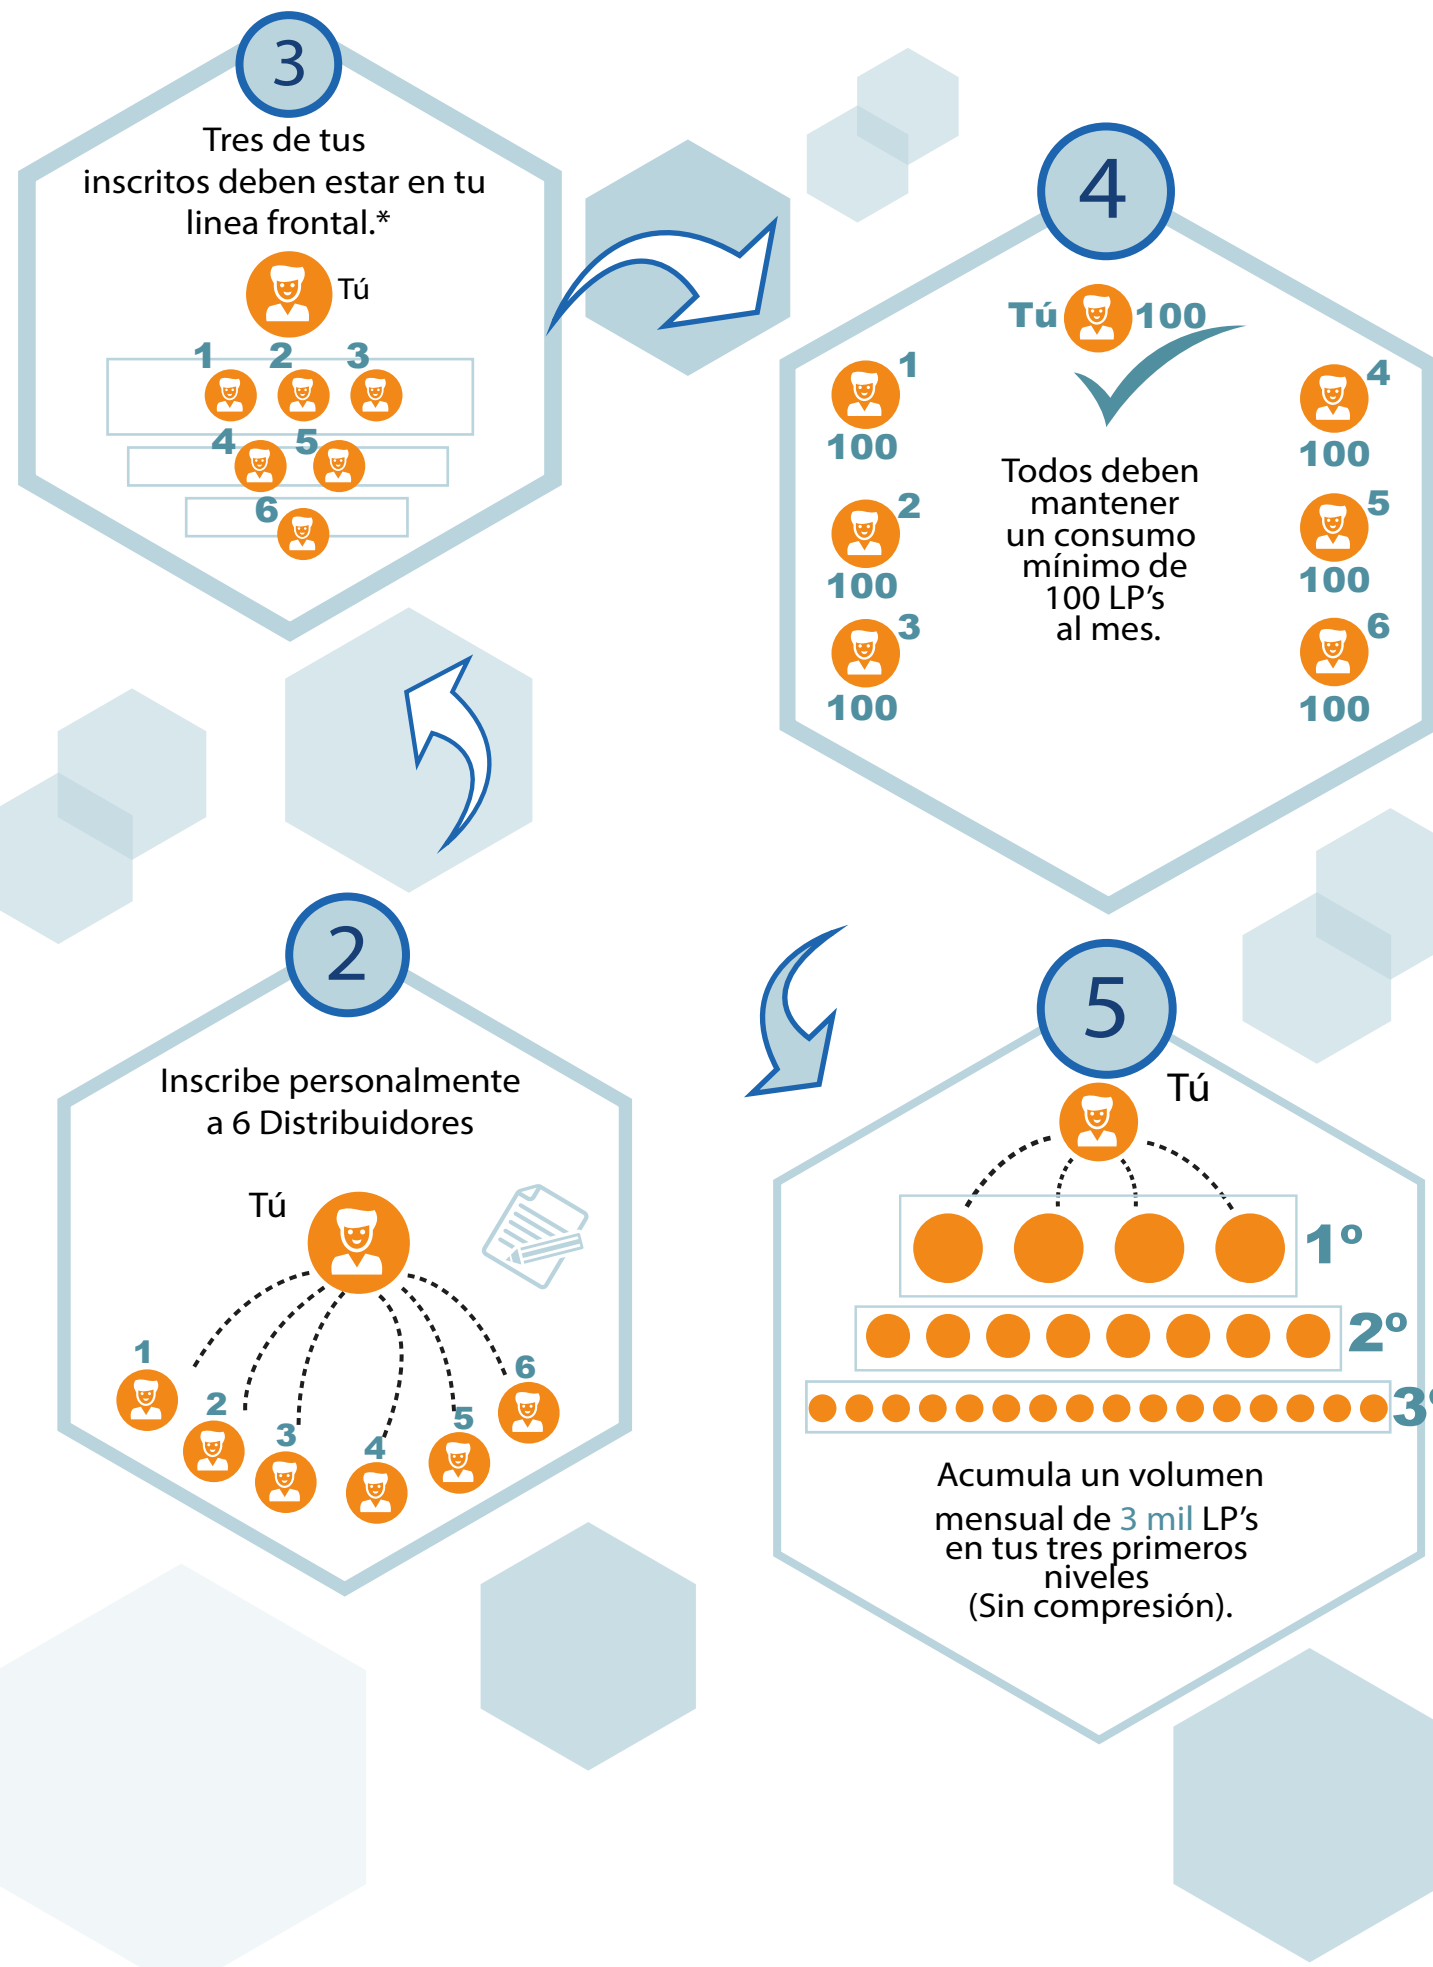 3
Tres de tus
inscritos deben estar en tu
linea frontal.*
Tú
1 2 3
4 5
6
4
Tú 100
1
100
2
100
3
100
4
100
5
100
6
100
Todos deben
mantener
un consumo
mínimo de
100 LP’s
al mes.
2
Inscribe personalmente
a 6 Distribuidores
Tú
1
2
3
4
5
6
5
Tú
1º
2º
3º
Acumula un volumen
mensual de 3 mil LP’s
en tus tres primeros
niveles
(Sin compresión).